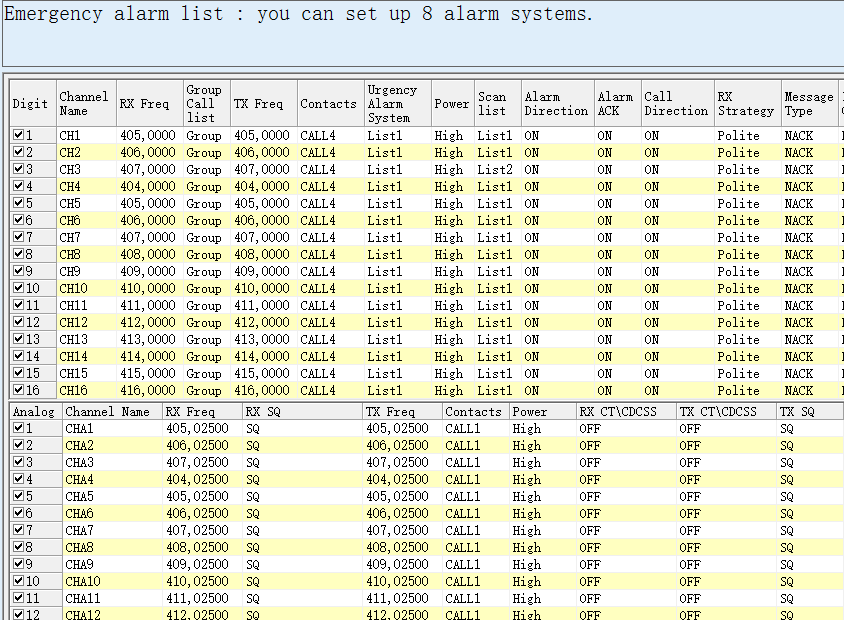 Emergency alarm list : you can set up 8 alarm systems.
Digit Channel Name RX Freq Group Call list TX Freq Contacts Urgency Alarm System Power Scan list Alarm Direction Alarm ACK Call Direction RX Strategy Message Type
1 CH1 405,0000 Group 405,0000 CALL4 List1 High List1 ON ON ON Polite NACK
2 CH2 406,0000 Group 406,0000 CALL4 List1 High List1 ON ON ON Polite NACK
3 CH3 407,0000 Group 407,0000 CALL4 List1 High List2 ON ON ON Polite NACK
4 CH4 404,0000 Group 404,0000 CALL4 List1 High List1 ON ON ON Polite NACK
5 CH5 405,0000 Group 405,0000 CALL4 List1 High List1 ON ON ON Polite NACK
6 CH6 406,0000 Group 406,0000 CALL4 List1 High List1 ON ON ON Polite NACK
7 CH7 407,0000 Group 407,0000 CALL4 List1 High List1 ON ON ON Polite NACK
8 CH8 408,0000 Group 408,0000 CALL4 List1 High List1 ON ON ON Polite NACK
9 CH9 409,0000 Group 409,0000 CALL4 List1 High List1 ON ON ON Polite NACK
10 CH10 410,0000 Group 410,0000 CALL4 List1 High List1 ON ON ON Polite NACK
11 CH11 411,0000 Group 411,0000 CALL4 List1 High List1 ON ON ON Polite NACK
12 CH12 412,0000 Group 412,0000 CALL4 List1 High List1 ON ON ON Polite NACK
13 CH13 413,0000 Group 413,0000 CALL4 List1 High List1 ON ON ON Polite NACK
14 CH14 414,0000 Group 414,0000 CALL4 List1 High List1 ON ON ON Polite NACK
15 CH15 415,0000 Group 415,0000 CALL4 List1 High List1 ON ON ON Polite NACK
16 CH16 416,0000 Group 416,0000 CALL4 List1 High List1 ON ON ON Polite NACK
Analog Channel Name RX Freq RX SQ TX Freq Contacts Power RX CT\CDCSS TX CT\CDCSS TX SQ
1 CHA1 405,02500 SQ 405,02500 CALL1 High OFF OFF SQ
2 CHA2 406,02500 SQ 406,02500 CALL1 High OFF OFF SQ
3 CHA3 407,02500 SQ 407,02500 CALL1 High OFF OFF SQ
4 CHA4 404,02500 SQ 404,02500 CALL1 High OFF OFF SQ
5 CHA5 405,02500 SQ 405,02500 CALL1 High OFF OFF SQ
6 CHA6 406,02500 SQ 406,02500 CALL1 High OFF OFF SQ
7 CHA7 407,02500 SQ 407,02500 CALL1 High OFF OFF SQ
8 CHA8 408,02500 SQ 408,02500 CALL1 High OFF OFF SQ
9 CHA9 409,02500 SQ 409,02500 CALL1 High OFF OFF SQ
10 CHA10 410,02500 SQ 410,02500 CALL1 High OFF OFF SQ
11 CHA11 411,02500 SQ 411,02500 CALL1 High OFF OFF SQ
12 CHA12 412,02500 SQ 412,02500 CALL1 High OFF OFF SQ